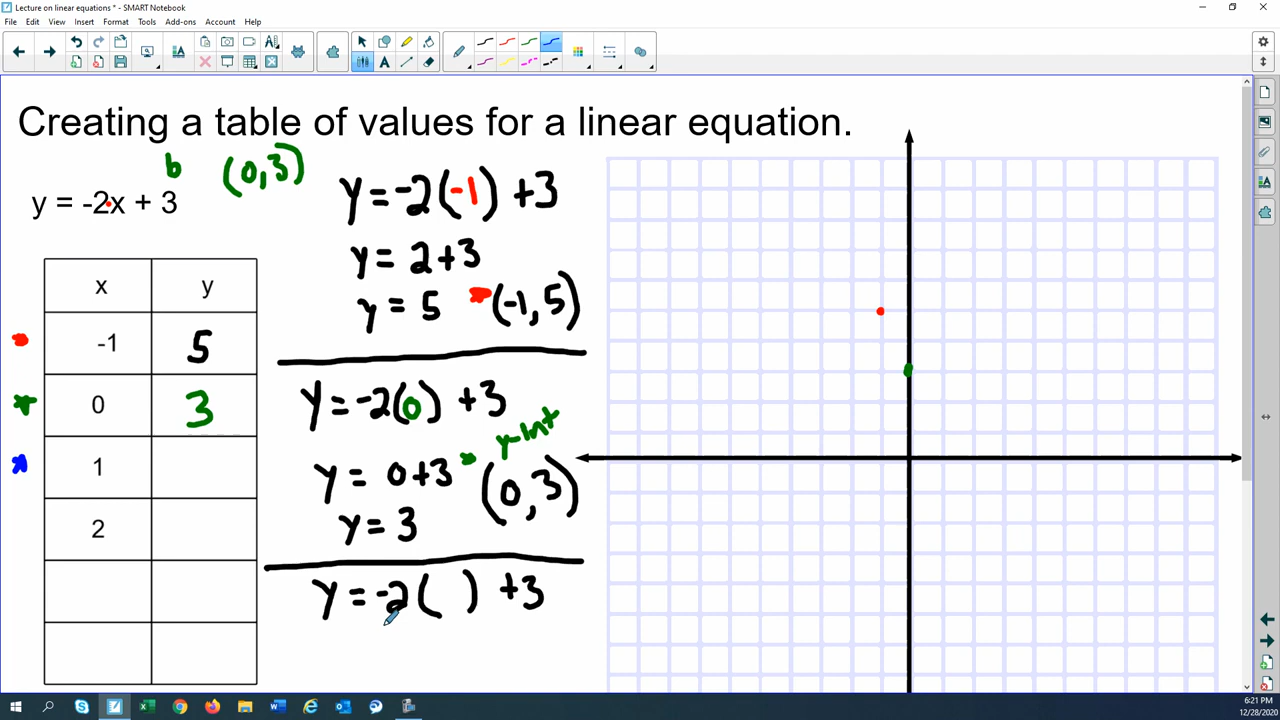 Lecture on linear equations * - SMART Notebook
File Edit View Insert Format Tools Add-ons Account Help
Creating a table of values for a linear equation.
b (0,3)
y = -2•x + 3
x y
-1 5
0 3
1
2
y = -2(-1) +3
y = 2+3
y = 5 (-1, 5)
y = -2(0) +3
y-int
y = 0+3 (0, 3)
y = 3
y = -2( ) +3
6:21 PM
12/28/2020